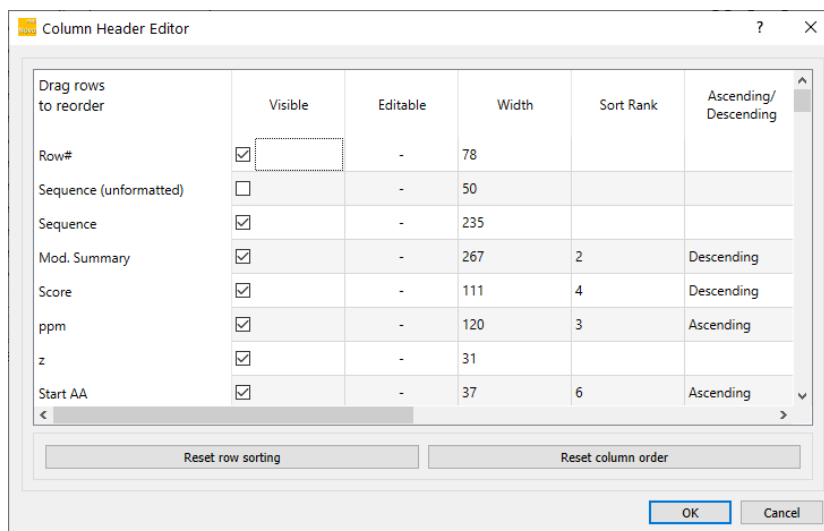 Column Header Editor
?
Drag rows
to reorder
Visible
Editable
Width
Sort Rank
Ascending/
Descending
Row# - 78
Sequence (unformatted) - 50
Sequence - 235
Mod. Summary - 267 2 Descending
Score - 111 4 Descending
ppm - 120 3 Ascending
z - 31
Start AA - 37 6 Ascending
Reset row sorting
Reset column order
OK
Cancel